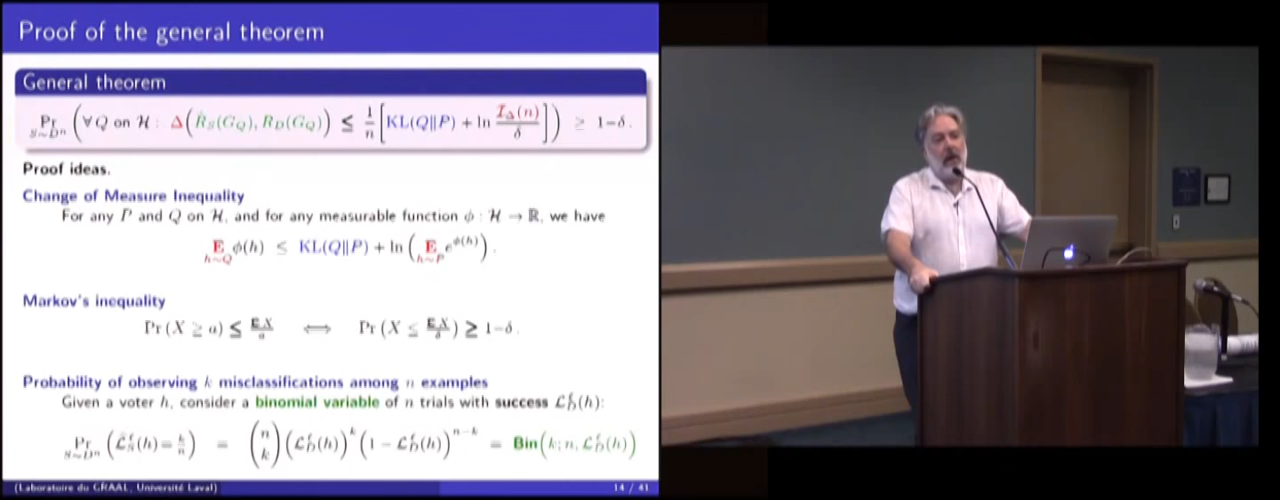 Proof of the general theorem
General theorem
Pr_{S∼D^n} ( ∀Q on ℋ : Δ( R_S(G_Q), R_D(G_Q) ) ≤ 1/n [ KL(Q‖P) + ln I_Δ(n)/δ ] ) ≥ 1−δ .
Proof ideas.
Change of Measure Inequality
For any P and Q on ℋ, and for any measurable function φ : ℋ → ℝ, we have
E_{h∼Q} φ(h) ≤ KL(Q‖P) + ln ( E_{h∼P} e^{φ(h)} ) .
Markov's inequality
Pr (X ≥ a) ≤ E X/a ⟺ Pr (X ≤ E X/δ) ≥ 1−δ .
Probability of observing k misclassifications among n examples
Given a voter h, consider a binomial variable of n trials with success ℒ^ℓ_D(h):
Pr_{S∼D^n} ( ℒ^ℓ_S(h) = k/n ) = (n k) ( ℒ^ℓ_D(h) )^k ( 1 − ℒ^ℓ_D(h) )^{n−k} = Bin( k; n, ℒ^ℓ_D(h) )
(Laboratoire du GRAAL, Université Laval) 14 / 41